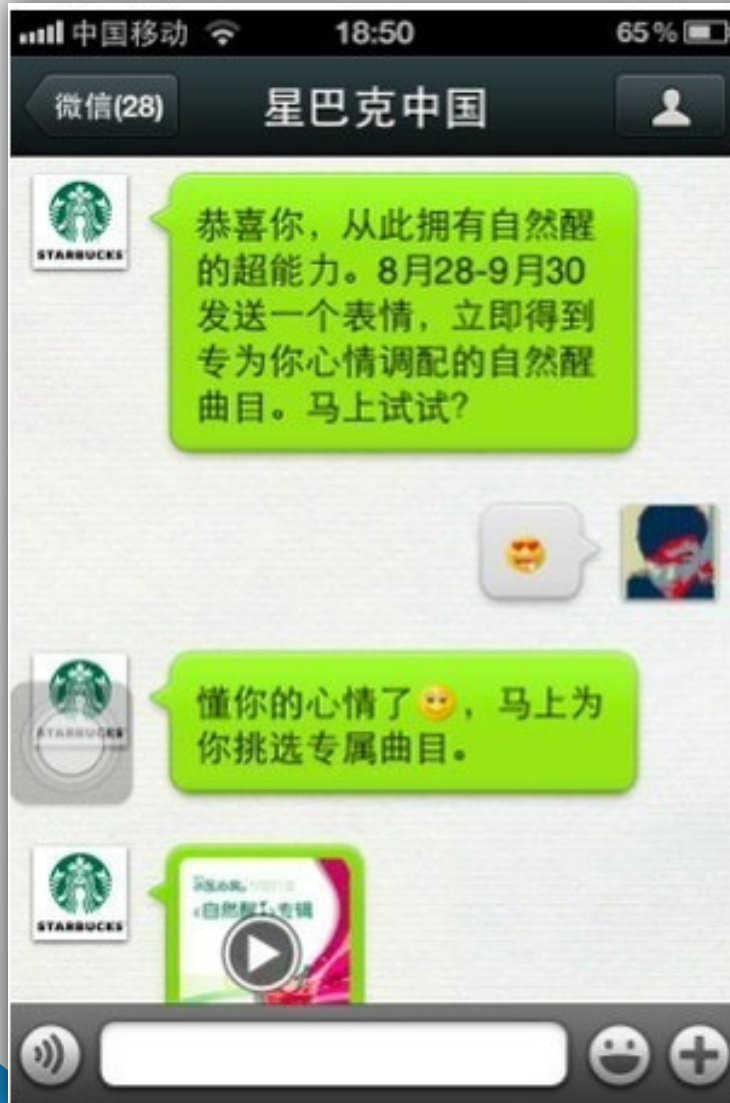 中国移动 18:50 65%
微信(28) 星巴克中国
STARBUCKS
恭喜你，从此拥有自然醒
的超能力。8月28-9月30
发送一个表情，立即得到
专为你心情调配的自然醒
曲目。马上试试？
STARBUCKS
懂你的心情了，马上为
你挑选专属曲目。
STARBUCKS
《自然醒》专辑